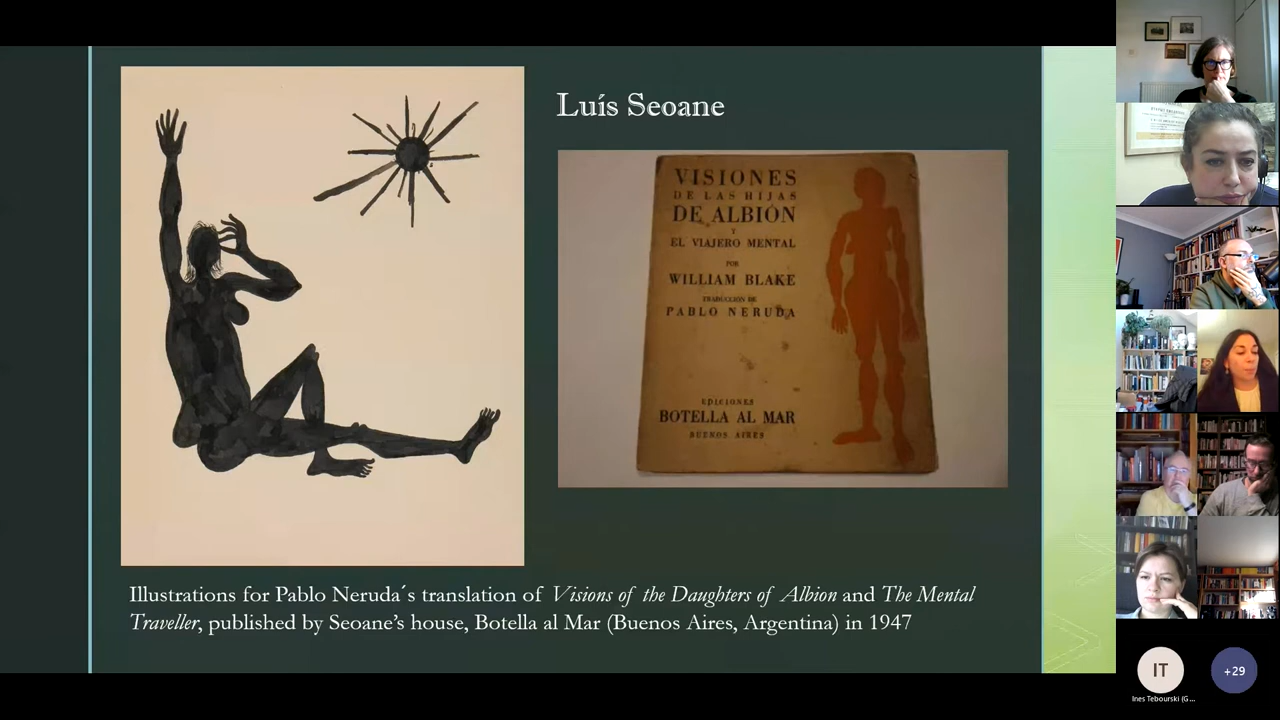 Luís Seoane
VISIONES
DE LAS HIJAS
DE ALBIÓN
Y
EL VIAJERO MENTAL
POR
WILLIAM BLAKE
TRADUCCIÓN DE
PABLO NERUDA
EDICIONES
BOTELLA AL MAR
BUENOS AIRES
Illustrations for Pablo Neruda´s translation of Visions of the Daughters of Albion and The Mental
Traveller, published by Seoane’s house, Botella al Mar (Buenos Aires, Argentina) in 1947
IT
+29
Ines Tebourski (G...